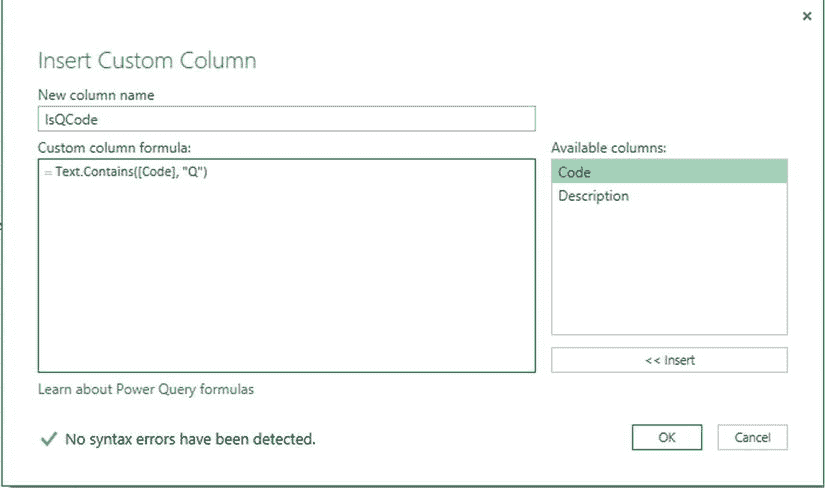 ×
Insert Custom Column
New column name
IsQCode
Custom column formula:
= Text.Contains([Code], "Q")
Available columns:
Code
Description
<< Insert
Learn about Power Query formulas
No syntax errors have been detected.
OK
Cancel